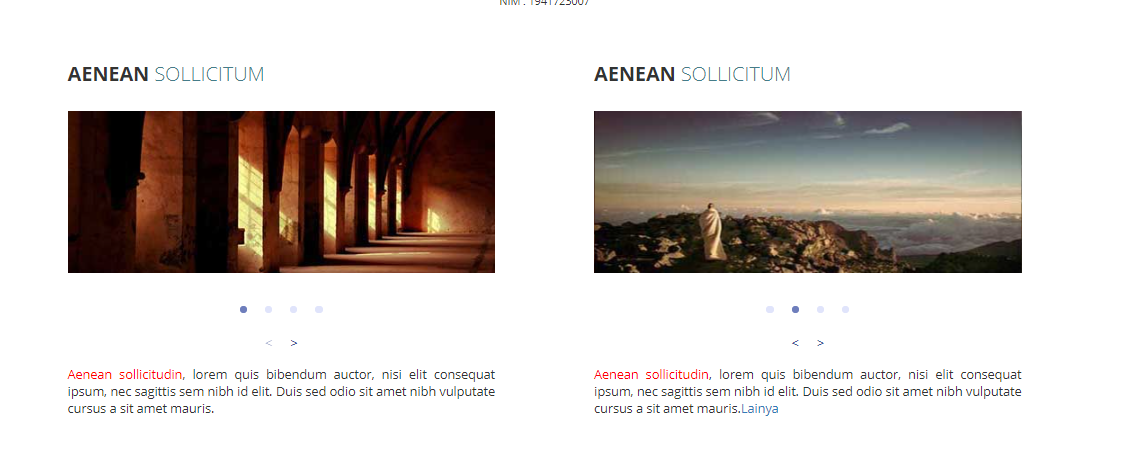 NIM : 1941723007
AENEAN SOLLICITUM
< >
Aenean sollicitudin, lorem quis bibendum auctor, nisi elit consequat
ipsum, nec sagittis sem nibh id elit. Duis sed odio sit amet nibh vulputate
cursus a sit amet mauris.
AENEAN SOLLICITUM
< >
Aenean sollicitudin, lorem quis bibendum auctor, nisi elit consequat
ipsum, nec sagittis sem nibh id elit. Duis sed odio sit amet nibh vulputate
cursus a sit amet mauris.Lainya